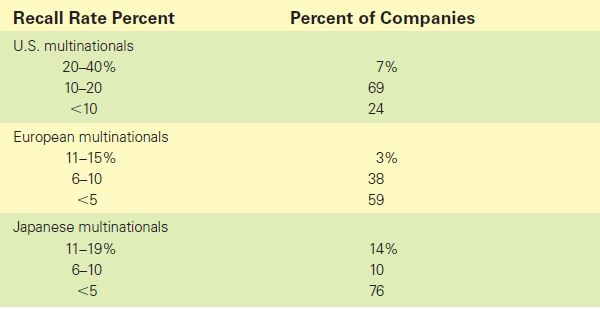 Recall Rate Percent Percent of Companies
U.S. multinationals
20–40% 7%
10–20 69
<10 24
European multinationals
11–15% 3%
6–10 38
<5 59
Japanese multinationals
11–19% 14%
6–10 10
<5 76